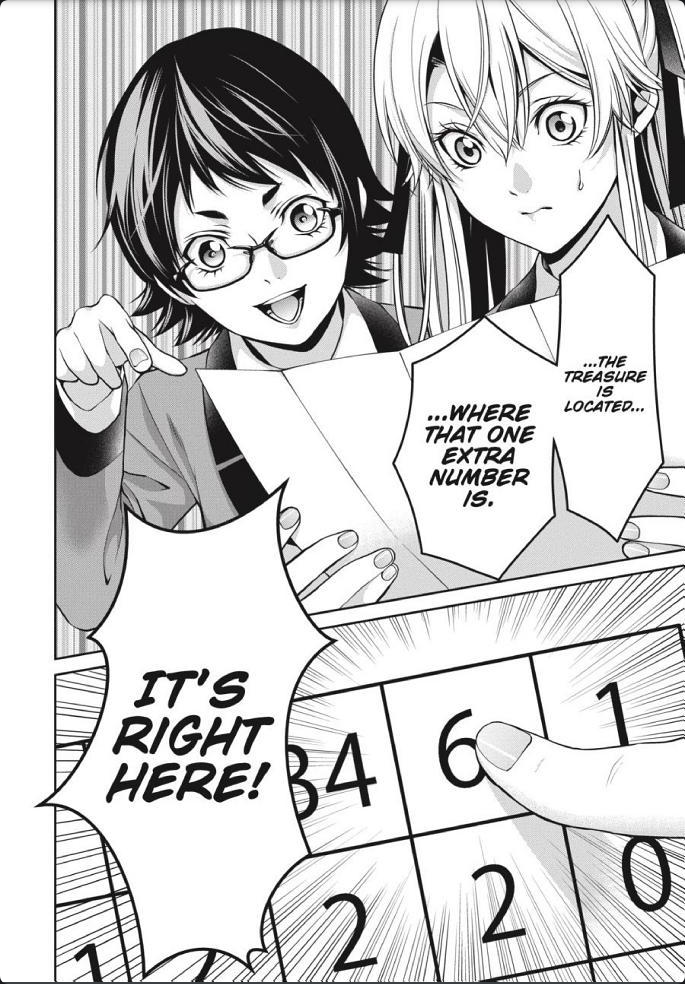 ...THE
TREASURE
IS
LOCATED...
...WHERE
THAT ONE
EXTRA
NUMBER
IS.
IT'S
RIGHT
HERE!
34 6 1
1 2 2 0